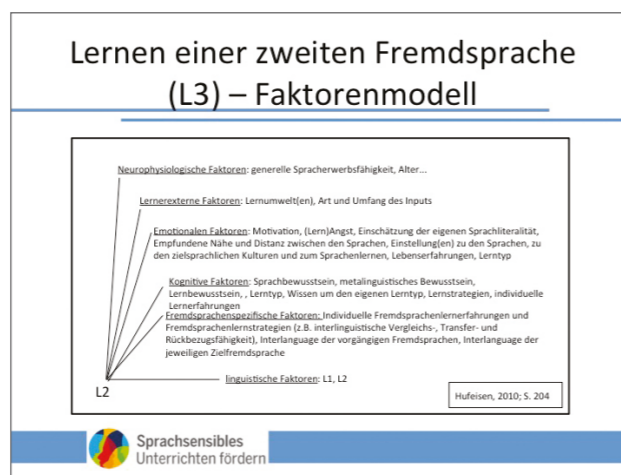 Lernen einer zweiten Fremdsprache
(L3) – Faktorenmodell
Neurophysiologische Faktoren: generelle Spracherwerbsfähigkeit, Alter...
Lernerexterne Faktoren: Lernumwelt(en), Art und Umfang des Inputs
Emotionalen Faktoren: Motivation, (Lern)Angst, Einschätzung der eigenen Sprachliteralität,
Empfundene Nähe und Distanz zwischen den Sprachen, Einstellung(en) zu den Sprachen, zu
den zielsprachlichen Kulturen und zum Sprachenlernen, Lebenserfahrungen, Lerntyp
Kognitive Faktoren: Sprachbewusstsein, metalinguistisches Bewusstsein,
Lernbewusstsein, , Lerntyp, Wissen um den eigenen Lerntyp, Lernstrategien, individuelle
Lernerfahrungen
Fremdsprachenspezifische Faktoren: Individuelle Fremdsprachenlernerfahrungen und
Fremdsprachenlernstrategien (z.B. interlinguistische Vergleichs-, Transfer- und
Rückbezugsfähigkeit), Interlanguage der vorgängigen Fremdsprachen, Interlanguage der
jeweiligen Zielfremdsprache
linguistische Faktoren: L1, L2
L2
Hufeisen, 2010; S. 204
Sprachsensibles
Unterrichten fördern